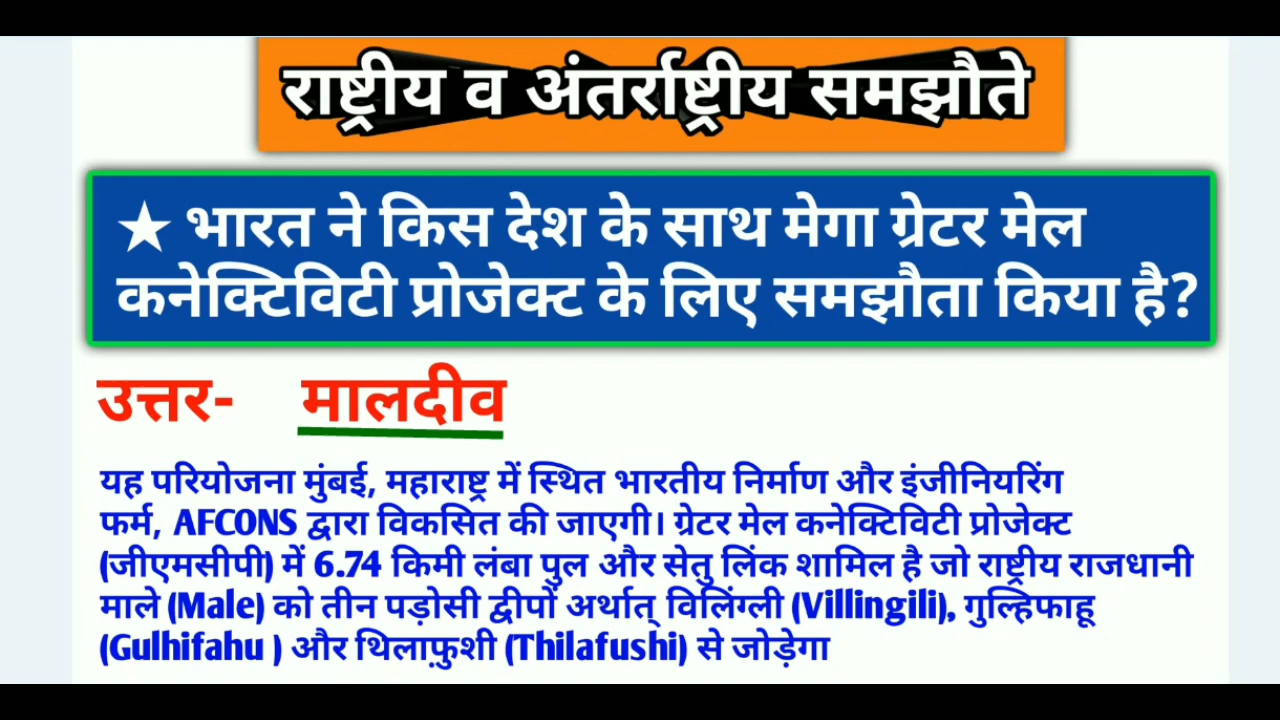 राष्ट्रीय व अंतर्राष्ट्रीय समझौते
★ भारत ने किस देश के साथ मेगा ग्रेटर मेल
कनेक्टिविटी प्रोजेक्ट के लिए समझौता किया है?
उत्तर- मालदीव
यह परियोजना मुंबई, महाराष्ट्र में स्थित भारतीय निर्माण और इंजीनियरिंग
फर्म, AFCONS द्वारा विकसित की जाएगी। ग्रेटर मेल कनेक्टिविटी प्रोजेक्ट
(जीएमसीपी) में 6.74 किमी लंबा पुल और सेतु लिंक शामिल है जो राष्ट्रीय राजधानी
माले (Male) को तीन पड़ोसी द्वीपों अर्थात् विलिंग्ली (Villingili), गुल्हिफाहू
(Gulhifahu ) और थिलाफ़ुशी (Thilafushi) से जोड़ेगा